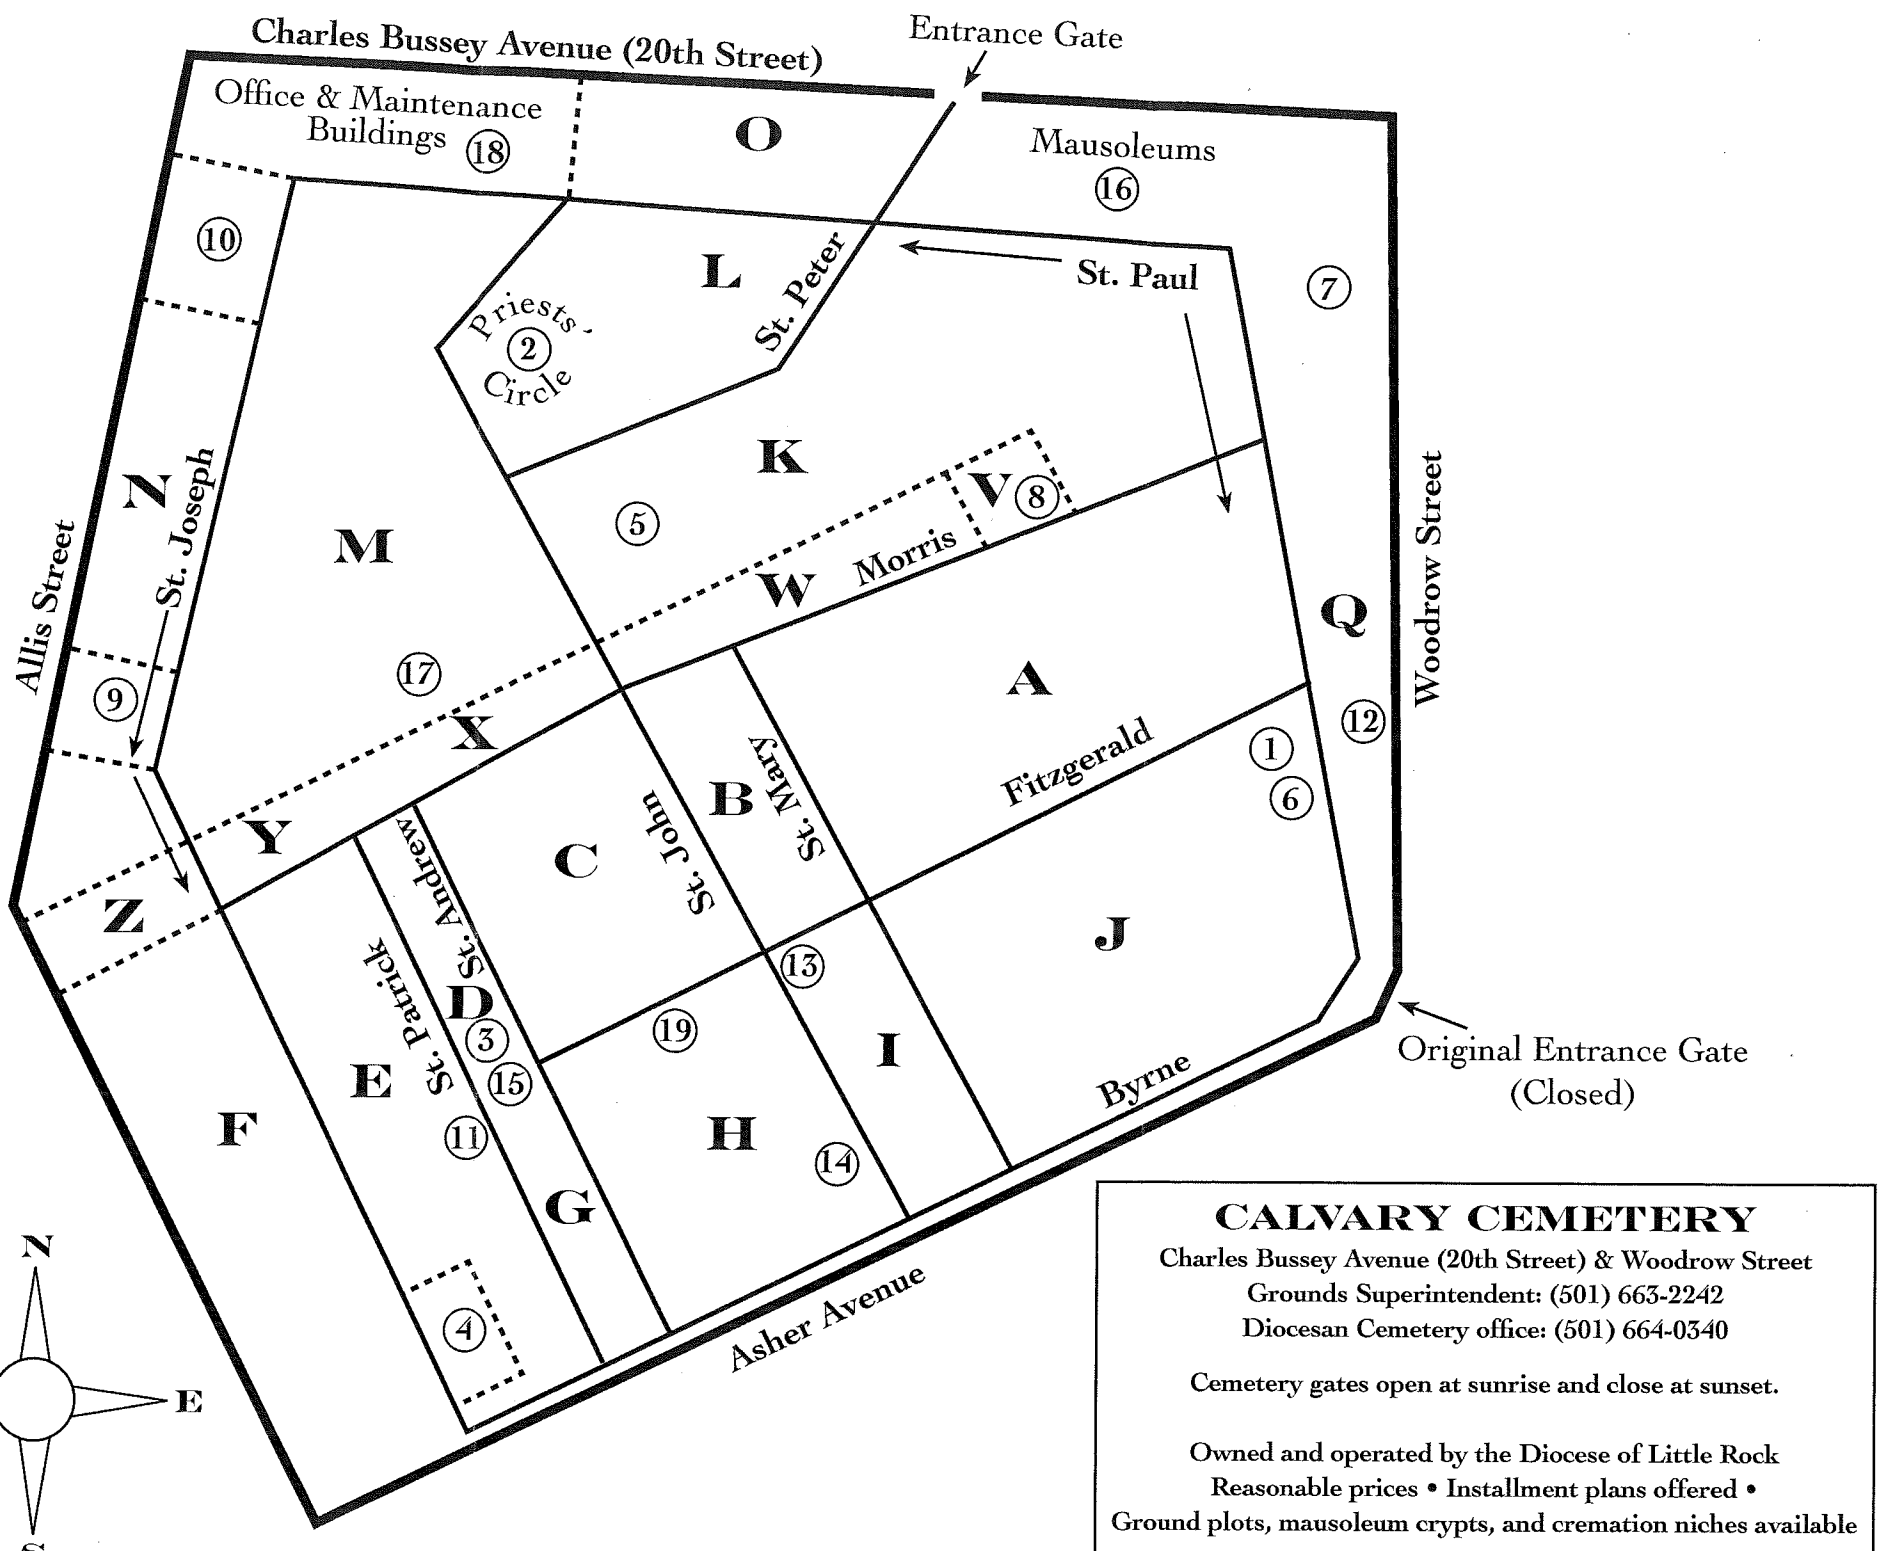 Charles Bussey Avenue (20th Street)
Entrance Gate
Office & Maintenance
Buildings 18
O
Mausoleums
16
10
L
St. Peter
St. Paul
7
Priests'
2
Circle
N
St. Joseph
Allis Street
M
K
V 8
5
W
Morris
Woodrow Street
Q
17
A
9
X
12
1
Fitzgerald
6
B
St. Mary
St. John
Y
C
St. Andrew
Z
St. Patrick
J
13
D
3
19
15
E
I
Original Entrance Gate
(Closed)
Byrne
F
11
H
14
G
4
Asher Avenue
N
E
S
CALVARY CEMETERY
Charles Bussey Avenue (20th Street) & Woodrow Street
Grounds Superintendent: (501) 663-2242
Diocesan Cemetery office: (501) 664-0340
Cemetery gates open at sunrise and close at sunset.
Owned and operated by the Diocese of Little Rock
Reasonable prices • Installment plans offered •
Ground plots, mausoleum crypts, and cremation niches available